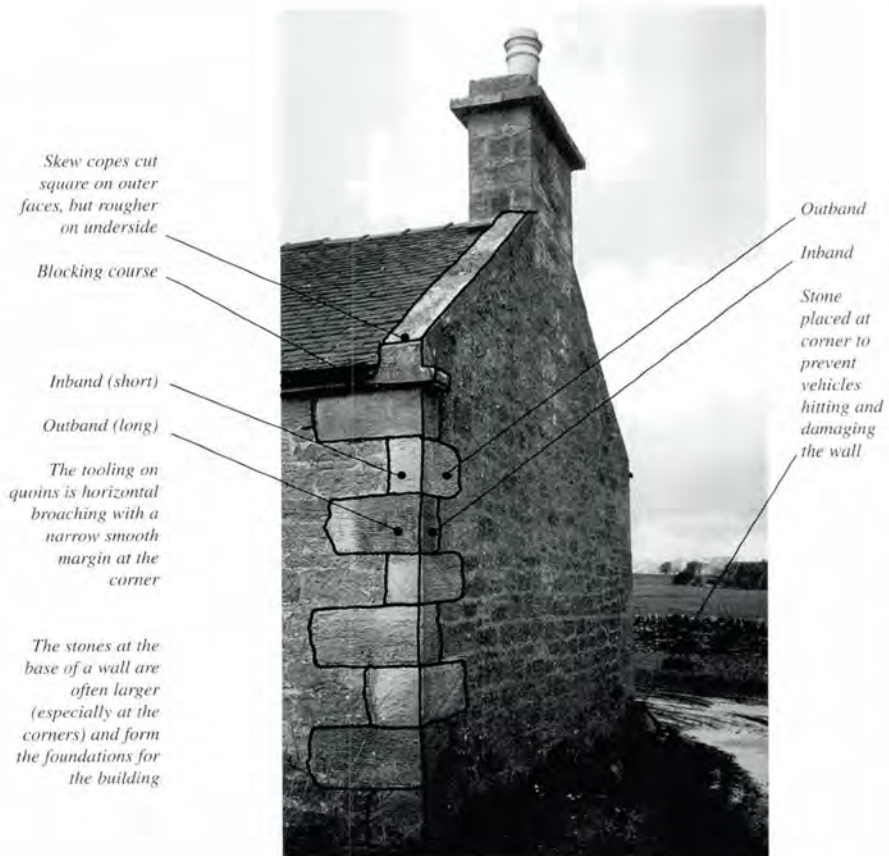 Skew copes cut
square on outer
faces, but rougher
on underside
Blocking course
Inband (short)
Outband (long)
The tooling on
quoins is horizontal
broaching with a
narrow smooth
margin at the
corner
The stones at the
base of a wall are
often larger
(especially at the
corners) and form
the foundations for
the building
Outband
Inband
Stone
placed at
corner to
prevent
vehicles
hitting and
damaging
the wall